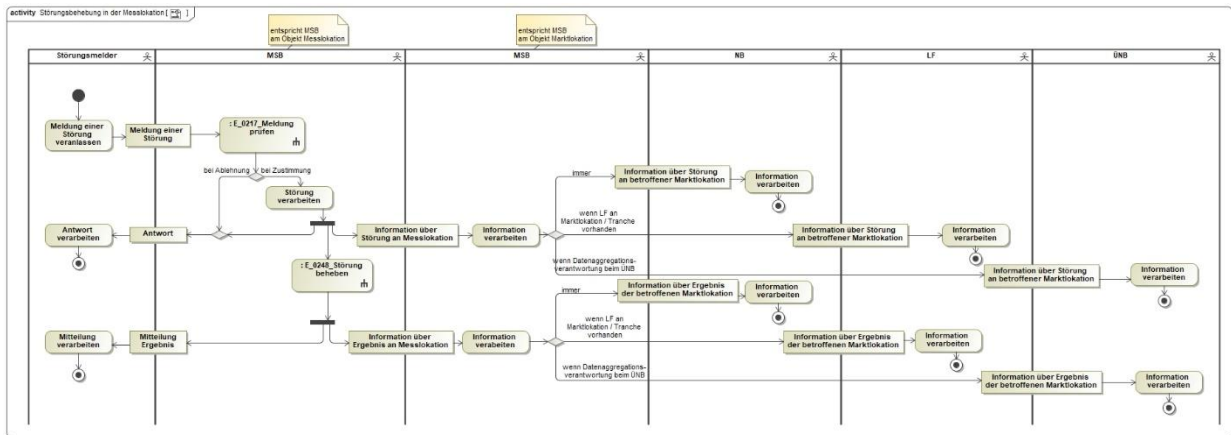 activity Störungsbehebung in der Messlokation [ ]
entspricht MSB
am Objekt Messlokation
entspricht MSB
am Objekt Marktlokation
Störungsmelder
MSB
MSB
NB
LF
ÜNB
Meldung einer
Störung
veranlassen
Meldung einer
Störung
: E_0217_Meldung
prüfen
bei Ablehnung
bei Zustimmung
Störung
verarbeiten
immer
Information über Störung
an betroffener Marktlokation
Information
verarbeiten
wenn LF an
Marktlokation / Tranche
vorhanden
Antwort
verarbeiten
Antwort
Information über
Störung an Messlokation
Information
verarbeiten
Information über Störung
an betroffener Marktlokation
Information
verarbeiten
wenn Datenaggregations-
verantwortung beim ÜNB
Information über Störung
an betroffener Marktlokation
Information
verarbeiten
: E_0248_Störung
beheben
immer
Information über Ergebnis
der betroffenen Marktlokation
Information
verarbeiten
wenn LF an
Marktlokation / Tranche
vorhanden
Mitteilung
verarbeiten
Mitteilung
Ergebnis
Information über
Ergebnis an Messlokation
Information
verabeiten
Information über Ergebnis
der betroffenen Marktlokation
Information
verarbeiten
wenn Datenaggregations-
verantwortung beim ÜNB
Information über Ergebnis
der betroffenen Marktlokation
Information
verarbeiten